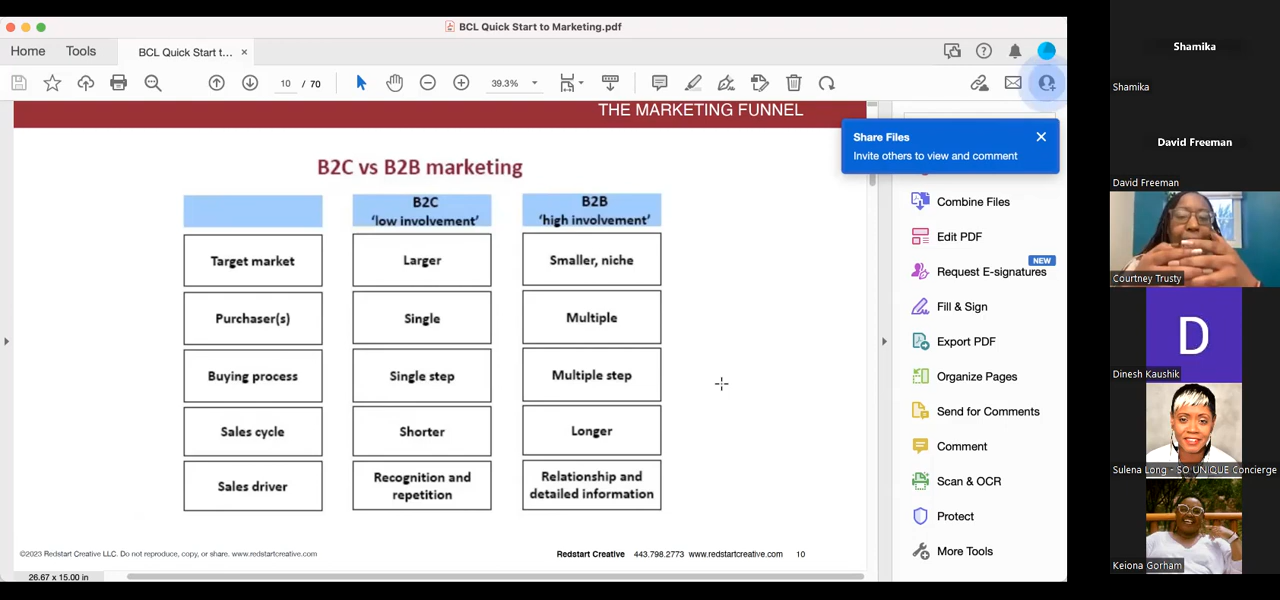 BCL Quick Start to Marketing.pdf
Home
Tools
BCL Quick Start t...
×
10 / 70
39.3%
THE MARKETING FUNNEL
B2C vs B2B marketing
B2C
'low involvement'
B2B
'high involvement'
Target market
Larger
Smaller, niche
Purchaser(s)
Single
Multiple
Buying process
Single step
Multiple step
Sales cycle
Shorter
Longer
Sales driver
Recognition and
repetition
Relationship and
detailed information
©2023 Redstart Creative LLC. Do not reproduce, copy, or share. www.redstartcreative.com
Redstart Creative 443.798.2773 www.redstartcreative.com 10
26.67 x 15.00 in
Share Files
Invite others to view and comment
Combine Files
Edit PDF
NEW
Request E-signatures
Fill & Sign
Export PDF
Organize Pages
Send for Comments
Comment
Scan & OCR
Protect
More Tools
Shamika
Shamika
David Freeman
David Freeman
Courtney Trusty
D
Dinesh Kaushik
Sulena Long - SO UNIQUE Concierge
Keiona Gorham